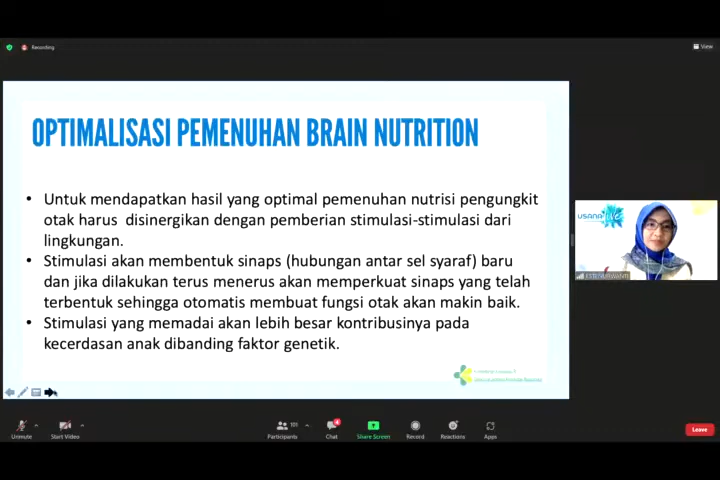 Recording
View
OPTIMALISASI PEMENUHAN BRAIN NUTRITION
• Untuk mendapatkan hasil yang optimal pemenuhan nutrisi pengungkit
otak harus disinergikan dengan pemberian stimulasi-stimulasi dari
lingkungan.
• Stimulasi akan membentuk sinaps (hubungan antar sel syaraf) baru
dan jika dilakukan terus menerus akan memperkuat sinaps yang telah
terbentuk sehingga otomatis membuat fungsi otak akan makin baik.
• Stimulasi yang memadai akan lebih besar kontribusinya pada
kecerdasan anak dibanding faktor genetik.
usana live
Unmute
Start Video
Participants
101
Chat
Share Screen
Record
Reactions
Apps
Leave